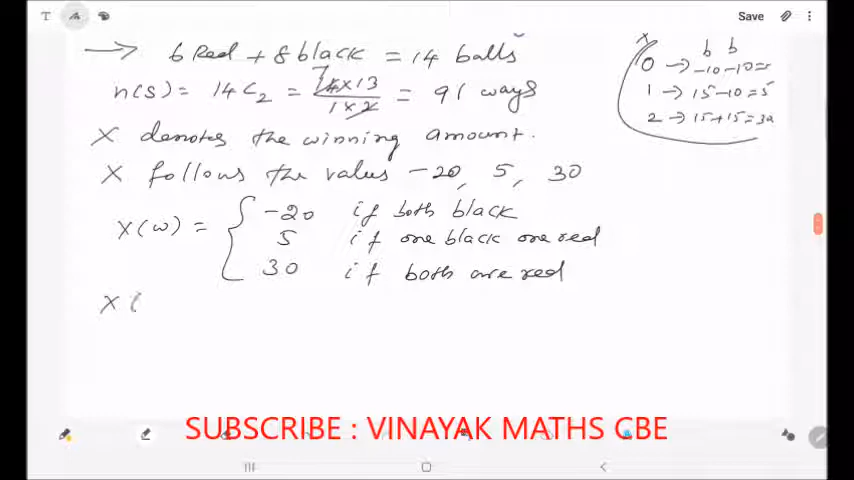 T Save
→ 6 Red + 8 black = 14 balls
n(s) = 14C2 = 14×13 / 1×2 = 91 ways
X denotes the winning amount.
X follows the value -20, 5, 30
X(w) = { -20 if both black
5 if one black one red
30 if both are red
X (
X b b
0 → -10-10=
1 → 15-10=5
2 → 15+15=30
SUBSCRIBE : VINAYAK MATHS CBE